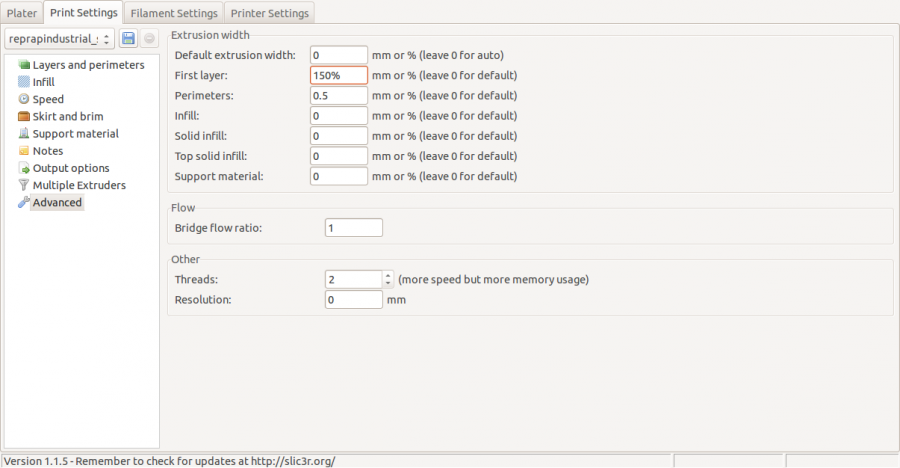 Plater Print Settings Filament Settings Printer Settings
reprapindustrial_s
Layers and perimeters
Infill
Speed
Skirt and brim
Support material
Notes
Output options
Multiple Extruders
Advanced
Extrusion width
Default extrusion width: 0 mm or % (leave 0 for auto)
First layer: 150% mm or % (leave 0 for default)
Perimeters: 0.5 mm or % (leave 0 for default)
Infill: 0 mm or % (leave 0 for default)
Solid infill: 0 mm or % (leave 0 for default)
Top solid infill: 0 mm or % (leave 0 for default)
Support material: 0 mm or % (leave 0 for default)
Flow
Bridge flow ratio: 1
Other
Threads: 2 (more speed but more memory usage)
Resolution: 0 mm
Version 1.1.5 - Remember to check for updates at http://slic3r.org/